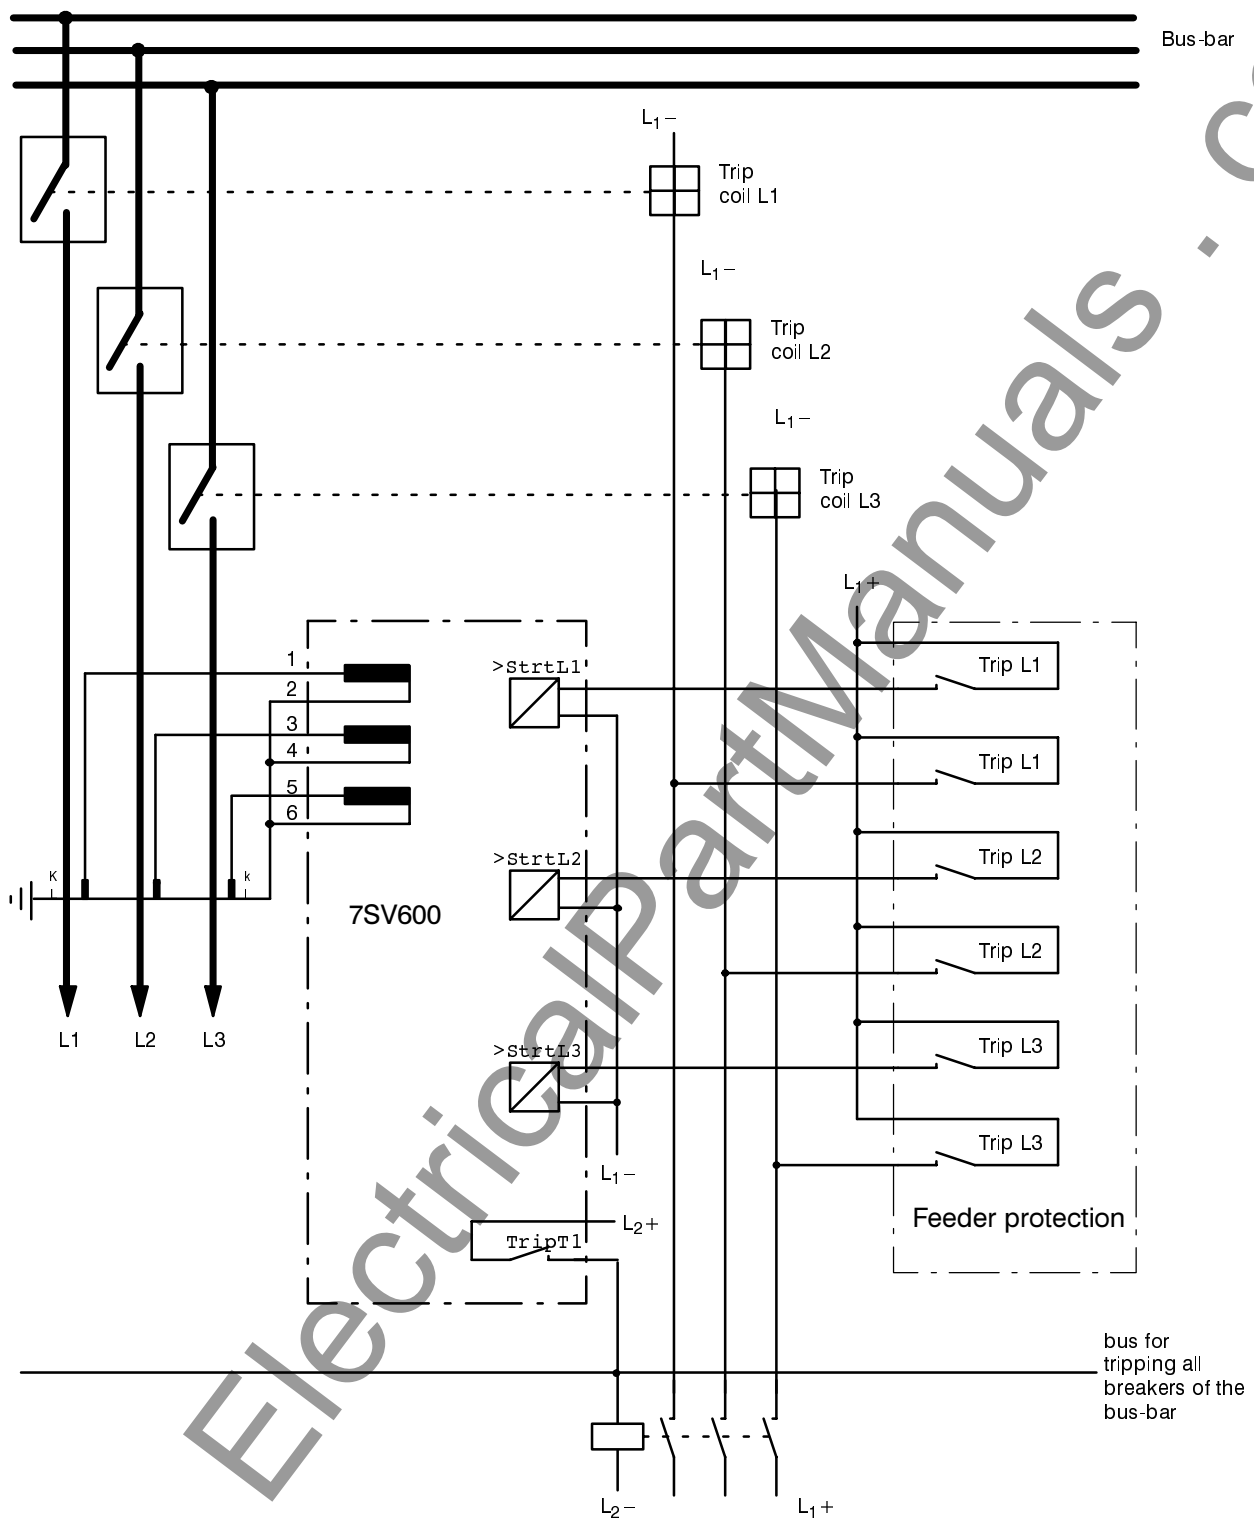 Bus-bar
L1−
Trip
coil L1
L1−
Trip
coil L2
L1−
Trip
coil L3
L1+
1
2
3
4
5
6
>StrtL1
Trip L1
Trip L1
>StrtL2
Trip L2
K
k
7SV600
Trip L2
L1
L2
L3
>StrtL3
Trip L3
Trip L3
L1−
L2+
TripT1
Feeder protection
bus for
tripping all
breakers of the
bus-bar
L2−
L1+
ElectricalPartManuals . c